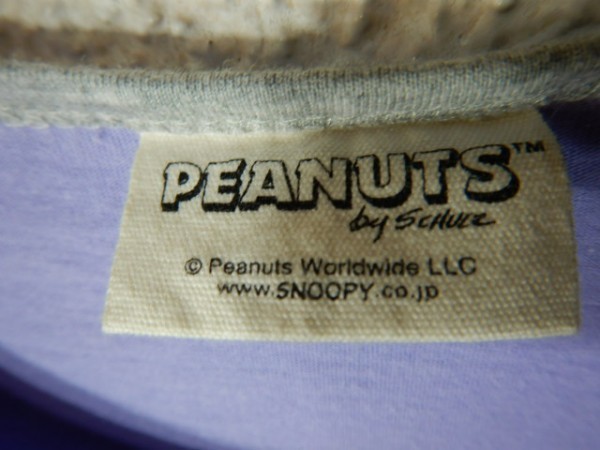 PEANUTS™
by SCHULZ
© Peanuts Worldwide LLC
www.SNOOPY.co.jp